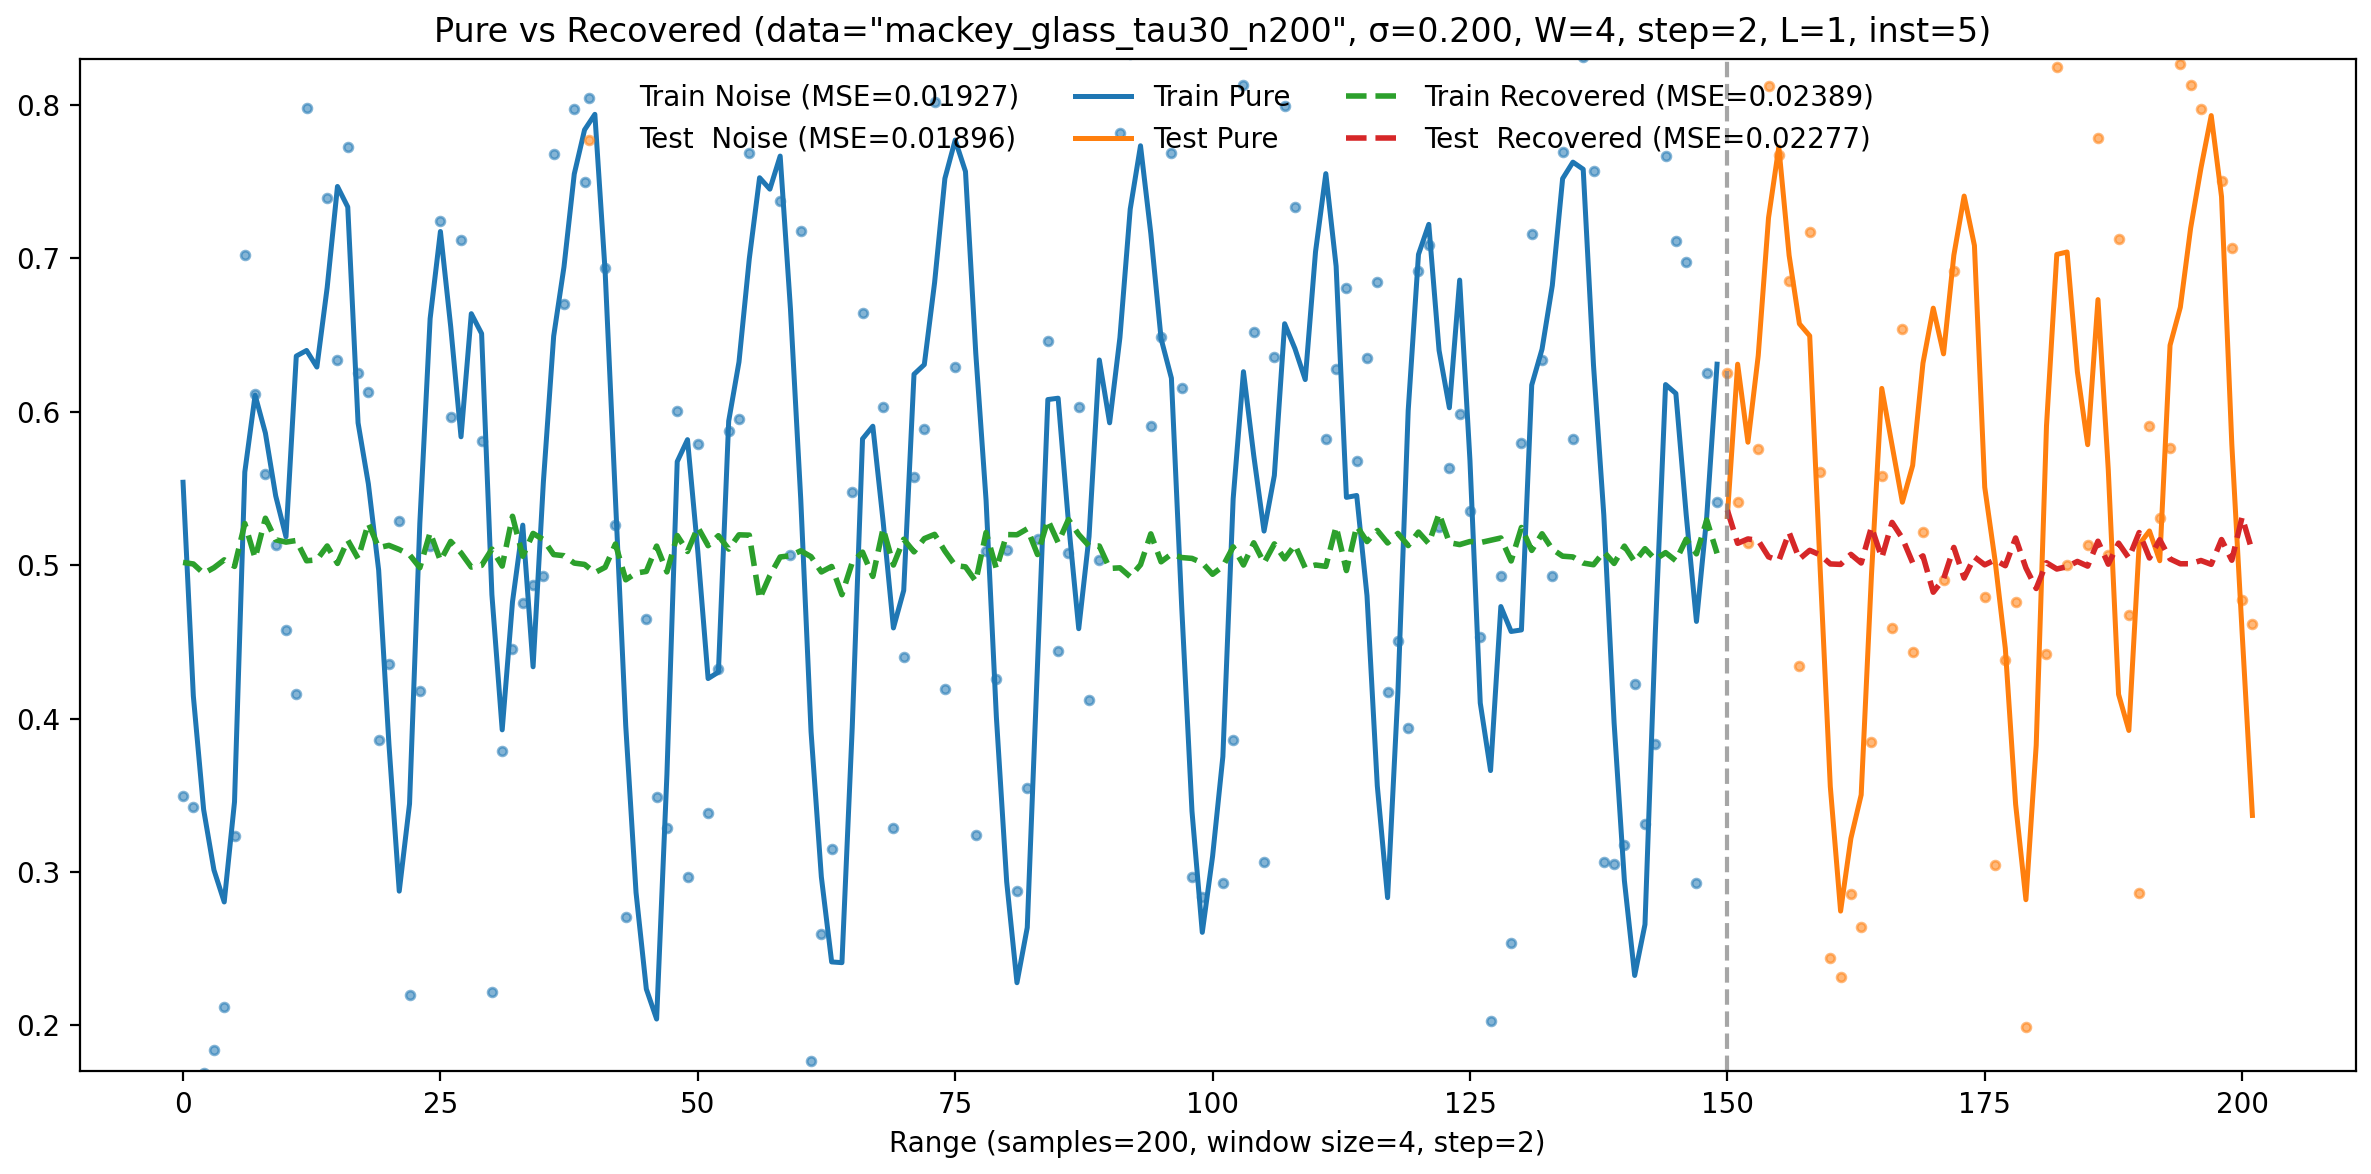 Pure vs Recovered (data="mackey_glass_tau30_n200", σ=0.200, W=4, step=2, L=1, inst=5)
Train Noise (MSE=0.01927) Train Pure Train Recovered (MSE=0.02389)
Test  Noise (MSE=0.01896) Test Pure Test  Recovered (MSE=0.02277)
0.8
0.7
0.6
0.5
0.4
0.3
0.2
0 25 50 75 100 125 150 175 200
Range (samples=200, window size=4, step=2)